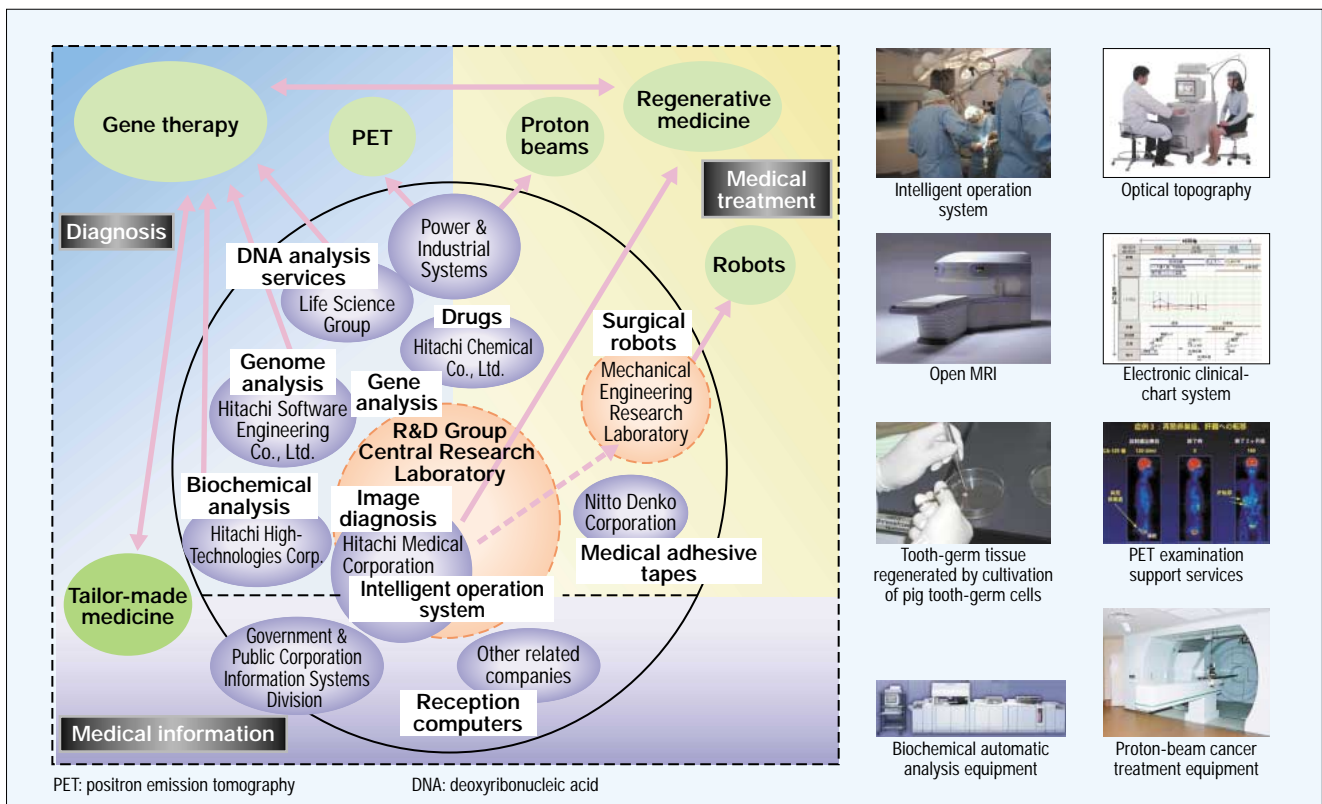 Gene therapy
PET
Proton
beams
Regenerative
medicine
Medical
treatment
Diagnosis
Power &
Industrial
Systems
DNA analysis
services
Life Science
Group
Robots
Drugs
Hitachi Chemical
Co., Ltd.
Surgical
robots
Mechanical
Engineering
Research
Laboratory
Genome
analysis
Hitachi Software
Engineering
Co., Ltd.
Gene
analysis
R&D Group
Central Research
Laboratory
Biochemical
analysis
Hitachi High-
Technologies Corp.
Image
diagnosis
Hitachi Medical
Corporation
Intelligent operation
system
Nitto Denko
Corporation
Medical adhesive
tapes
Tailor-made
medicine
Government &
Public Corporation
Information Systems
Division
Other related
companies
Reception
computers
Medical information
PET: positron emission tomography
DNA: deoxyribonucleic acid
Intelligent operation
system
Optical topography
Open MRI
Electronic clinical-
chart system
Tooth-germ tissue
regenerated by cultivation
of pig tooth-germ cells
PET examination
support services
Biochemical automatic
analysis equipment
Proton-beam cancer
treatment equipment